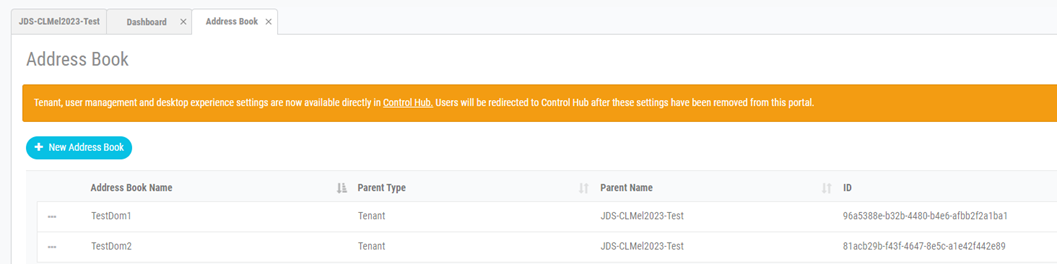 JDS-CLMel2023-Test Dashboard × Address Book ×
Address Book
Tenant, user management and desktop experience settings are now available directly in Control Hub. Users will be redirected to Control Hub after these settings have been removed from this portal.
+ New Address Book
Address Book Name Parent Type Parent Name ID
••• TestDom1 Tenant JDS-CLMel2023-Test 96a5388e-b32b-4480-b4e6-afbb2f2a1ba1
••• TestDom2 Tenant JDS-CLMel2023-Test 81acb29b-f43f-4647-8e5c-a1e42f442e89